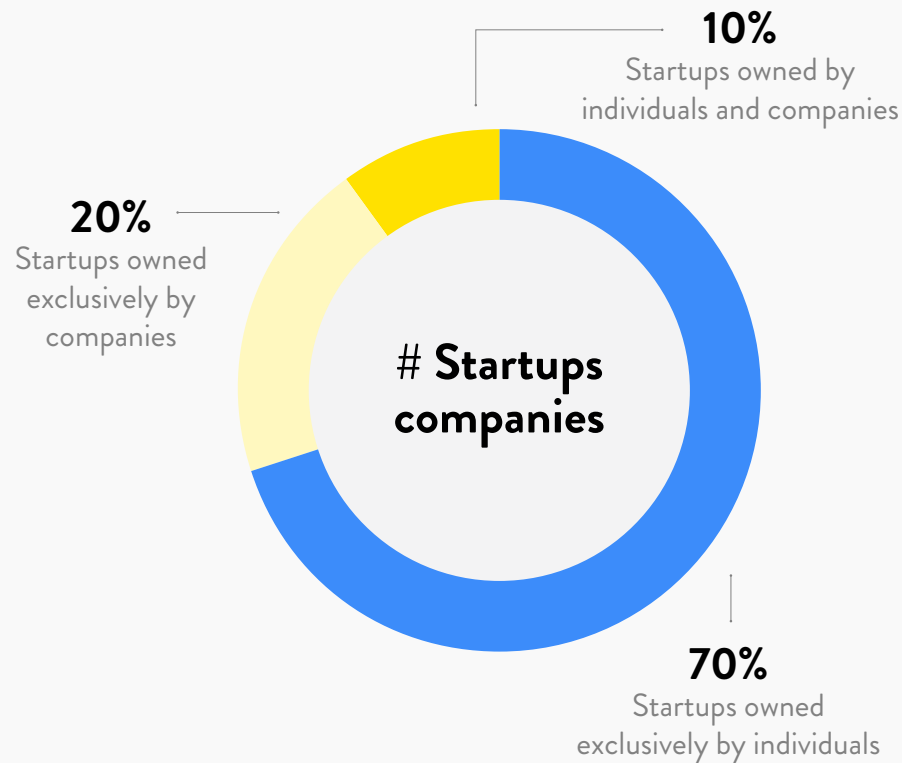 10%
Startups owned by
individuals and companies
20%
Startups owned
exclusively by
companies
# Startups
companies
70%
Startups owned
exclusively by individuals